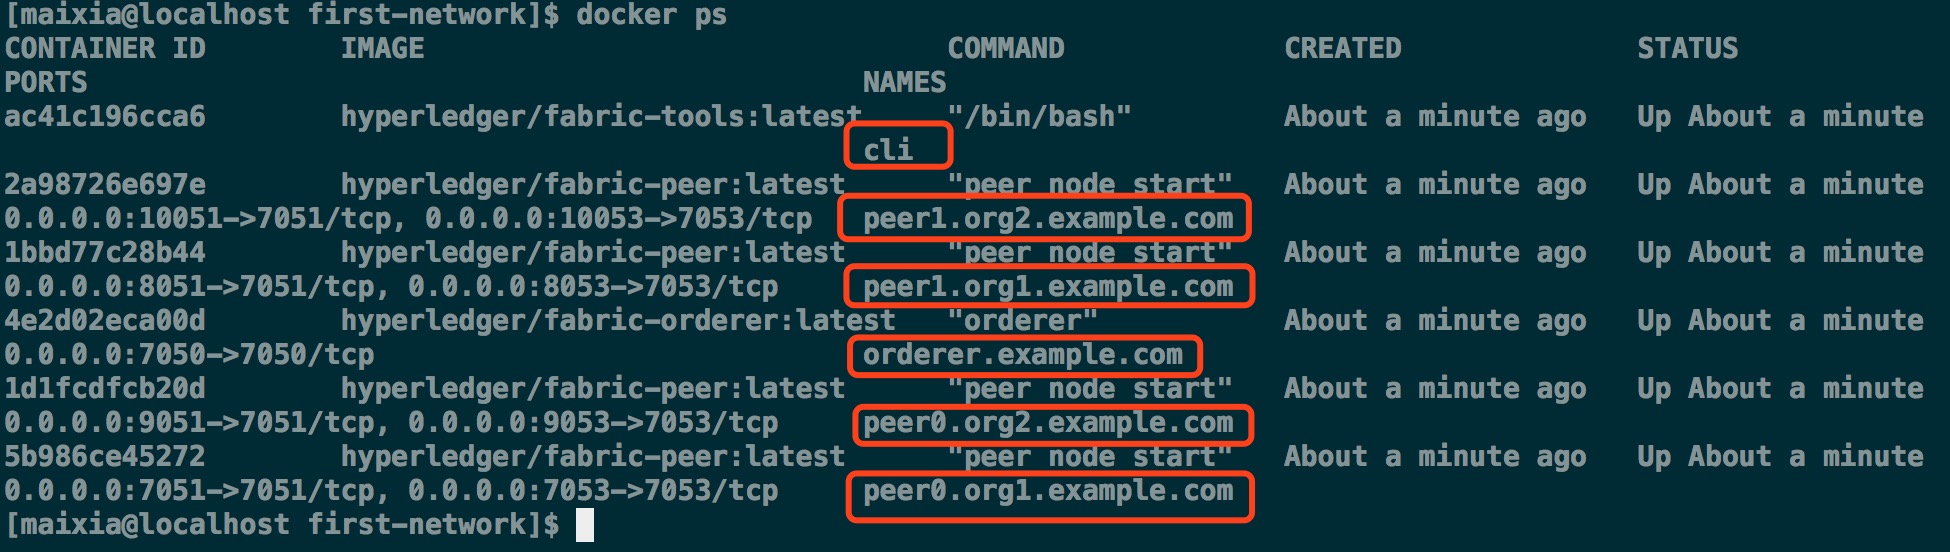 [maixia@localhost first-network]$ docker ps
CONTAINER ID        IMAGE                               COMMAND             CREATED              STATUS
PORTS                                              NAMES
ac41c196cca6        hyperledger/fabric-tools:latest     "/bin/bash"         About a minute ago   Up About a minute
                                                   cli
2a98726e697e        hyperledger/fabric-peer:latest      "peer node start"   About a minute ago   Up About a minute
0.0.0.0:10051->7051/tcp, 0.0.0.0:10053->7053/tcp   peer1.org2.example.com
1bbd77c28b44        hyperledger/fabric-peer:latest      "peer node start"   About a minute ago   Up About a minute
0.0.0.0:8051->7051/tcp, 0.0.0.0:8053->7053/tcp     peer1.org1.example.com
4e2d02eca00d        hyperledger/fabric-orderer:latest   "orderer"           About a minute ago   Up About a minute
0.0.0.0:7050->7050/tcp                             orderer.example.com
1d1fcdfcb20d        hyperledger/fabric-peer:latest      "peer node start"   About a minute ago   Up About a minute
0.0.0.0:9051->7051/tcp, 0.0.0.0:9053->7053/tcp     peer0.org2.example.com
5b986ce45272        hyperledger/fabric-peer:latest      "peer node start"   About a minute ago   Up About a minute
0.0.0.0:7051->7051/tcp, 0.0.0.0:7053->7053/tcp     peer0.org1.example.com
[maixia@localhost first-network]$